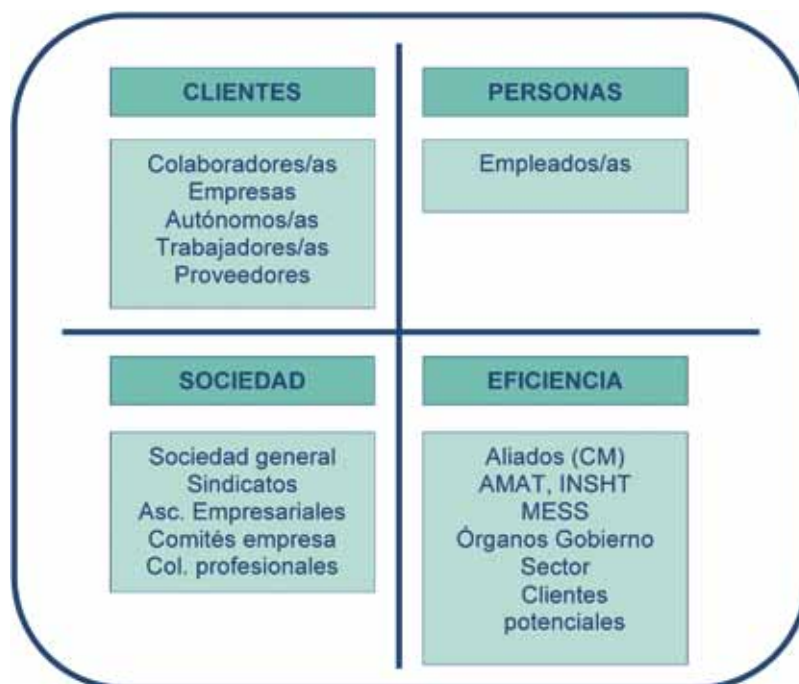 CLIENTES
Colaboradores/as
Empresas
Autónomos/as
Trabajadores/as
Proveedores
PERSONAS
Empleados/as
SOCIEDAD
Sociedad general
Sindicatos
Asc. Empresariales
Comités empresa
Col. profesionales
EFICIENCIA
Aliados (CM)
AMAT, INSHT
MESS
Órganos Gobierno
Sector
Clientes
potenciales